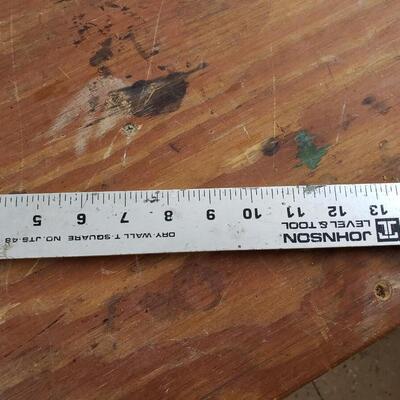 JOHNSON
LEVEL & TOOL
DRY-WALL T-SQUARE NO. JTS-48
13 12 11 10 9 8 7 6 5